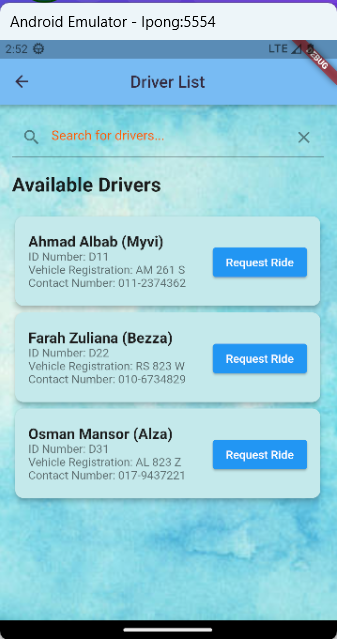 Android Emulator - Ipong:5554
2:52
LTE
DEBUG
Driver List
Search for drivers...
Available Drivers
Ahmad Albab (Myvi)
ID Number: D11
Vehicle Registration: AM 261 S
Contact Number: 011-2374362
Request Ride
Farah Zuliana (Bezza)
ID Number: D22
Vehicle Registration: RS 823 W
Contact Number: 010-6734829
Request Ride
Osman Mansor (Alza)
ID Number: D31
Vehicle Registration: AL 823 Z
Contact Number: 017-9437221
Request Ride